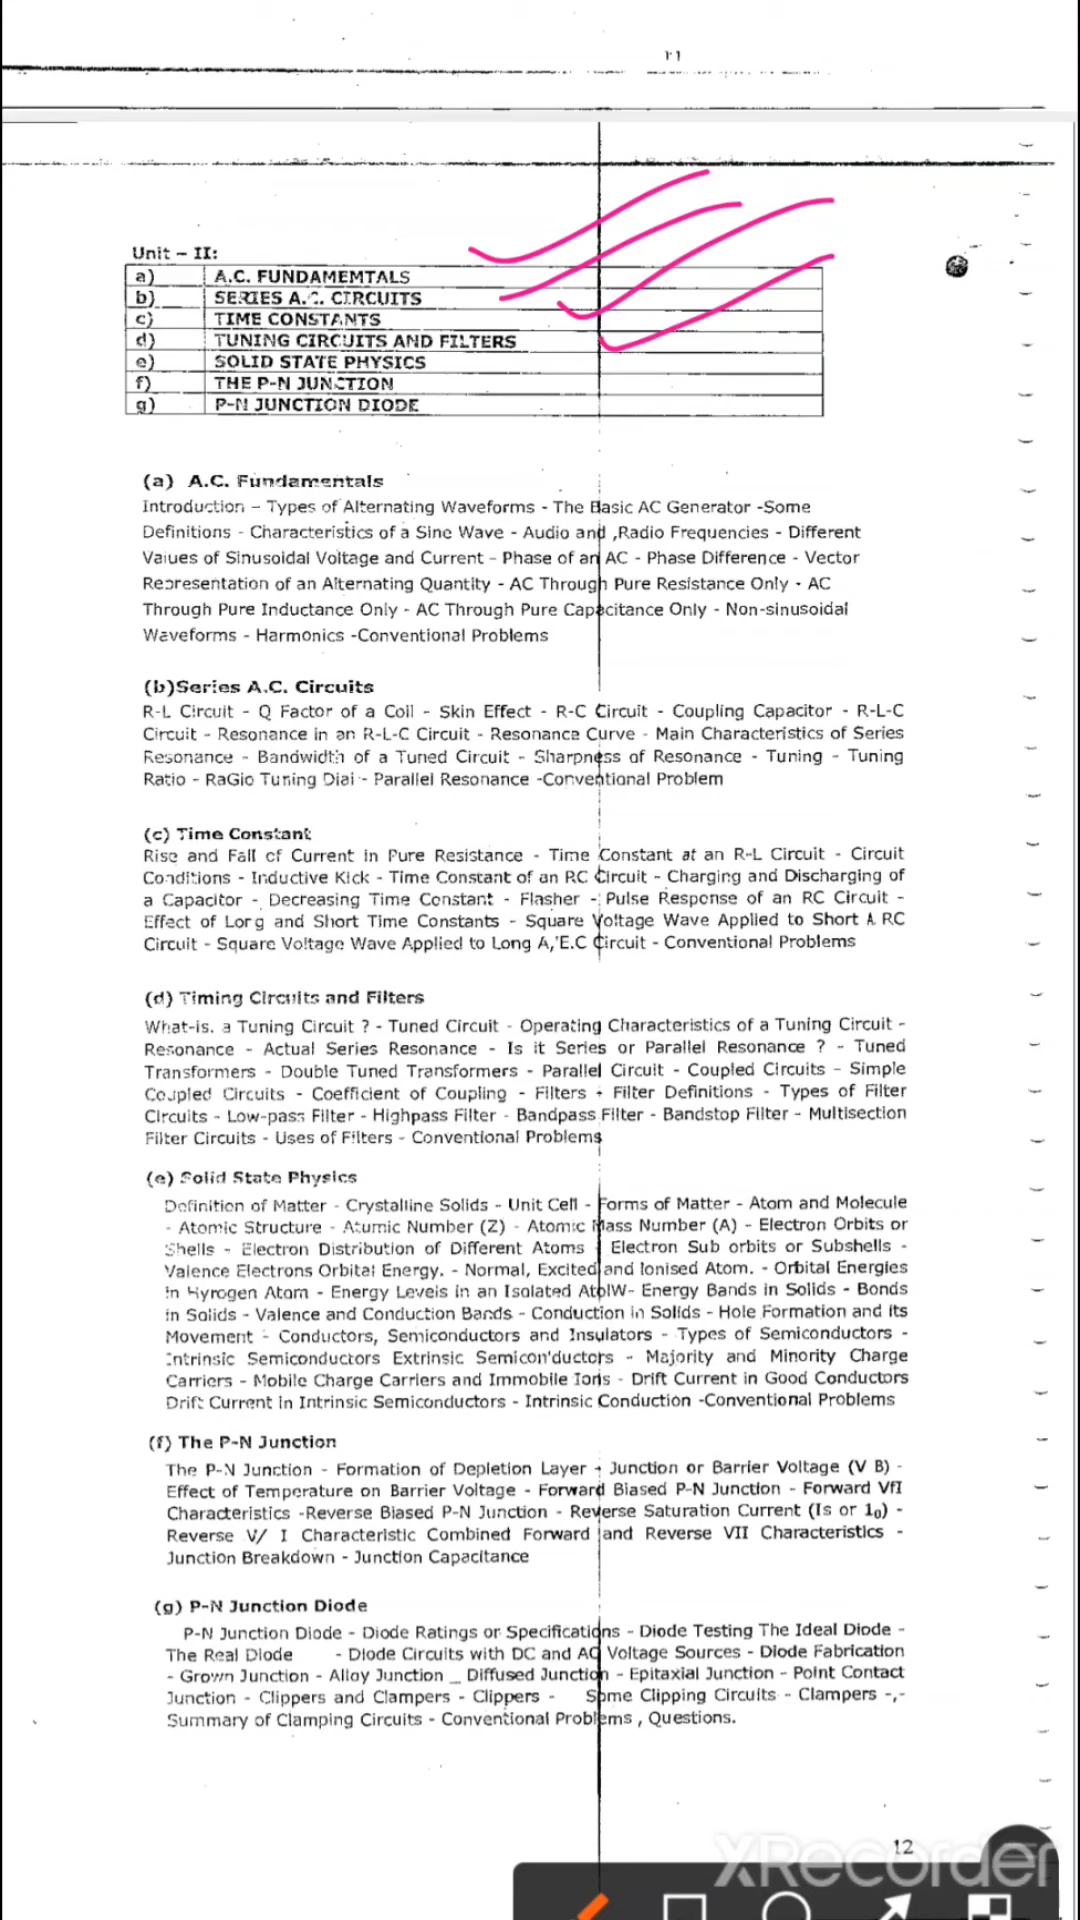 Unit – II:
a) A.C. FUNDAMEMTALS
b) SERIES A.C. CIRCUITS
c) TIME CONSTANTS
d) TUNING CIRCUITS AND FILTERS
e) SOLID STATE PHYSICS
f) THE P-N JUNCTION
g) P-N JUNCTION DIODE
(a) A.C. Fundamentals
Introduction – Types of Alternating Waveforms - The Basic AC Generator -Some
Definitions - Characteristics of a Sine Wave - Audio and ,Radio Frequencies - Different
Values of Sinusoidal Voltage and Current – Phase of an AC - Phase Difference - Vector
Representation of an Alternating Quantity - AC Through Pure Resistance Only - AC
Through Pure Inductance Only - AC Through Pure Capacitance Only - Non-sinusoidal
Waveforms - Harmonics -Conventional Problems
(b)Series A.C. Circuits
R-L Circuit - Q Factor of a Coil – Skin Effect - R-C Circuit - Coupling Capacitor - R-L-C
Circuit - Resonance in an R-L-C Circuit - Resonance Curve – Main Characteristics of Series
Resonance - Bandwidth of a Tuned Circuit - Sharpness of Resonance - Tuning – Tuning
Ratio - RaGio Tuning Dial - Parallel Resonance -Conventional Problem
(c) Time Constant
Rise and Fall of Current in Pure Resistance - Time Constant at an R-L Circuit - Circuit
Conditions - Inductive Kick - Time Constant of an RC Circuit – Charging and Discharging of
a Capacitor - Decreasing Time Constant - Flasher - Pulse Response of an RC Circuit -
Effect of Long and Short Time Constants - Square Voltage Wave Applied to Short A RC
Circuit - Square Voltage Wave Applied to Long A,'E.C Circuit - Conventional Problems
(d) Timing Circuits and Filters
What-is. a Tuning Circuit ? - Tuned Circuit - Operating Characteristics of a Tuning Circuit -
Resonance - Actual Series Resonance - Is it Series or Parallel Resonance ? - Tuned
Transformers - Double Tuned Transformers - Parallel Circuit - Coupled Circuits – Simple
Coupled Circuits - Coefficient of Coupling - Filters - Filter Definitions - Types of Filter
Circuits - Low-pass Filter - Highpass Filter - Bandpass Filter - Bandstop Filter - Multisection
Filter Circuits - Uses of Filters - Conventional Problems
(e) Solid State Physics
Definition of Matter - Crystalline Solids - Unit Cell - Forms of Matter - Atom and Molecule
- Atomic Structure - Atumic Number (Z) - Atomic Mass Number (A) - Electron Orbits or
Shells - Electron Distribution of Different Atoms - Electron Sub orbits or Subshells -
Valence Electrons Orbital Energy. - Normal, Excited and Ionised Atom. - Orbital Energies
in Hyrogen Atom - Energy Levels in an Isolated AtoIW- Energy Bands in Solids - Bonds
in Solids - Valence and Conduction Bands - Conduction in Solids - Hole Formation and its
Movement - Conductors, Semiconductors and Insulators - Types of Semiconductors -
Intrinsic Semiconductors Extrinsic Semicon'ductors - Majority and Minority Charge
Carriers - Mobile Charge Carriers and Immobile Ions - Drift Current in Good Conductors
Drift Current in Intrinsic Semiconductors - Intrinsic Conduction -Conventional Problems
(f) The P-N Junction
The P-N Junction - Formation of Depletion Layer - Junction or Barrier Voltage (V B) -
Effect of Temperature on Barrier Voltage - Forward Biased P-N Junction - Forward VfI
Characteristics -Reverse Biased P-N Junction - Reverse Saturation Current (Is or 1₀) -
Reverse V/ I Characteristic Combined Forward and Reverse VII Characteristics -
Junction Breakdown - Junction Capacitance
(g) P-N Junction Diode
P-N Junction Diode - Diode Ratings or Specifications - Diode Testing The Ideal Diode -
The Real Diode - Diode Circuits with DC and AC Voltage Sources - Diode Fabrication
- Grown Junction - Alloy Junction _ Diffused Junction - Epitaxial Junction - Point Contact
Junction - Clippers and Clampers - Clippers - Some Clipping Circuits - Clampers -,-
Summary of Clamping Circuits - Conventional Problems , Questions.
12
XRecorder